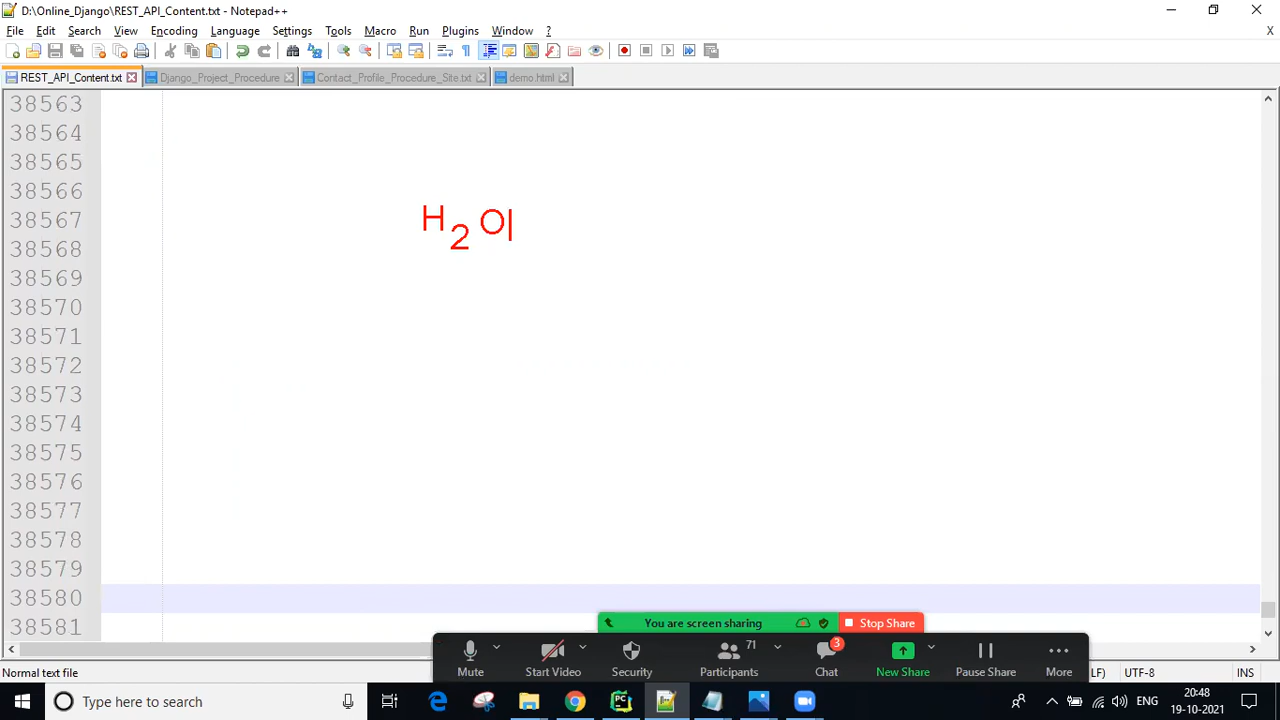 D:\Online_Django\REST_API_Content.txt - Notepad++
File Edit Search View Encoding Language Settings Tools Macro Run Plugins Window ? X
REST_API_Content.txt Django_Project_Procedure Contact_Profile_Procedure_Site.txt demo.html
38563
38564
38565
38566
38567 H2O
38568
38569
38570
38571
38572
38573
38574
38575
38576
38577
38578
38579
38580
38581
You are screen sharing Stop Share
71 3
Mute Start Video Security Participants Chat New Share Pause Share More
Normal text file LF) UTF-8 INS
Type here to search ENG 20:48
19-10-2021